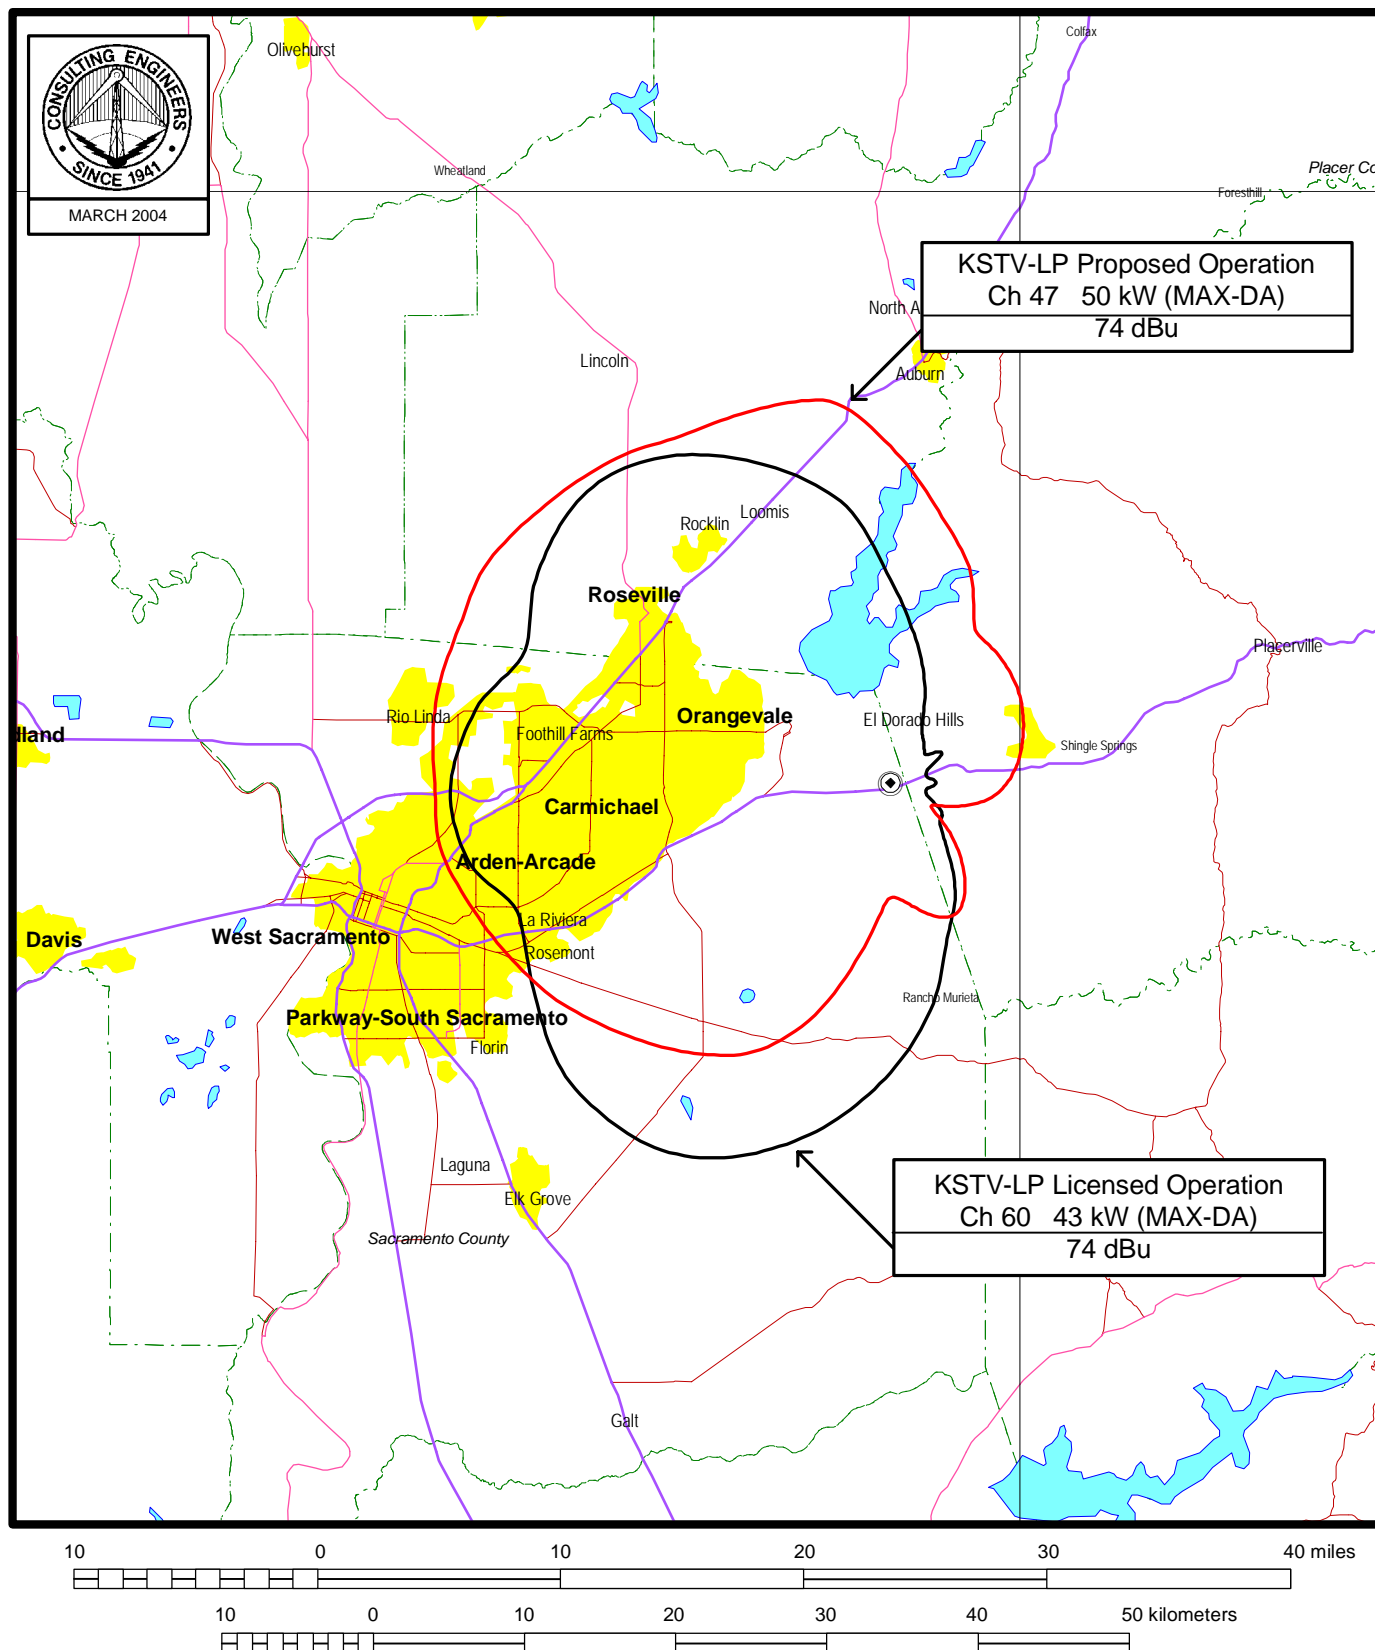 Colfax
Olivehurst
CONSULTING ENGINEERS
• SINCE 1941 •
MARCH 2004
Wheatland
Placer Co
Foresthill
KSTV-LP Proposed Operation
Ch 47 50 kW (MAX-DA)
74 dBu
North A
Lincoln
Auburn
Loomis
Rocklin
Roseville
Placerville
Rio Linda
Orangevale
El Dorado Hills
Foothill Farms
dland
Shingle Springs
Carmichael
Arden-Arcade
La Riviera
West Sacramento
Davis
Rosemont
Rancho Murieta
Parkway-South Sacramento
Florin
Laguna
Elk Grove
KSTV-LP Licensed Operation
Ch 60 43 kW (MAX-DA)
74 dBu
Sacramento County
Galt
10 0 10 20 30 40 miles
10 0 10 20 30 40 50 kilometers